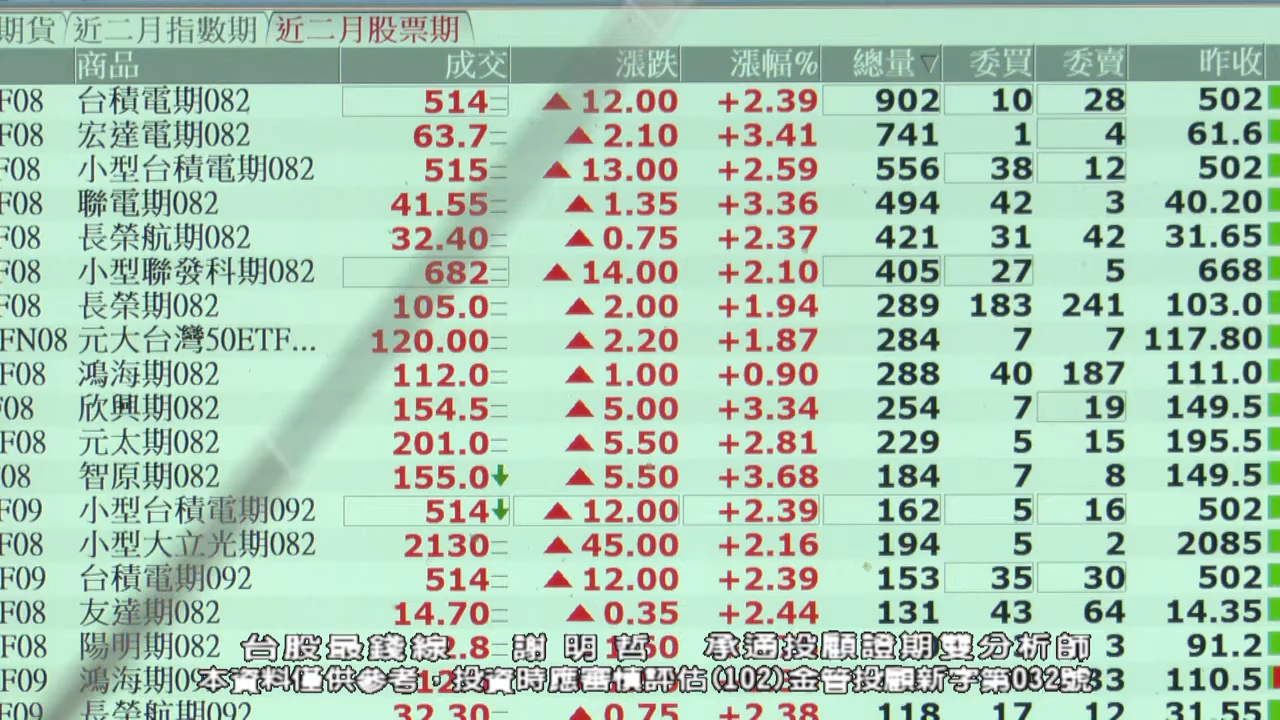 期貨 近二月指數期 近二月股票期
商品 成交 漲跌 漲幅% 總量▽ 委買 委賣 昨收
F08 台積電期082 514 ▲12.00 +2.39 902 10 28 502
F08 宏達電期082 63.7 ▲2.10 +3.41 741 1 4 61.6
F08 小型台積電期082 515 ▲13.00 +2.59 556 38 12 502
F08 聯電期082 41.55 ▲1.35 +3.36 494 42 3 40.20
F08 長榮航期082 32.40 ▲0.75 +2.37 421 31 42 31.65
F08 小型聯發科期082 682 ▲14.00 +2.10 405 27 5 668
F08 長榮期082 105.0 ▲2.00 +1.94 289 183 241 103.0
FN08 元大台灣50ETF... 120.00 ▲2.20 +1.87 284 7 7 117.80
F08 鴻海期082 112.0 ▲1.00 +0.90 288 40 187 111.0
F08 欣興期082 154.5 ▲5.00 +3.34 254 7 19 149.5
F08 元太期082 201.0 ▲5.50 +2.81 229 5 15 195.5
08 智原期082 155.0 ▲5.50 +3.68 184 7 8 149.5
F09 小型台積電期092 514 ▲12.00 +2.39 162 5 16 502
F08 小型大立光期082 2130 ▲45.00 +2.16 194 5 2 2085
F09 台積電期092 514 ▲12.00 +2.39 153 35 30 502
F08 友達期082 14.70 ▲0.35 +2.44 131 43 64 14.35
F08 陽明期082 3 91.2
台股最錢線 謝明哲 承通投顧證期雙分析師
F09 鴻海期09 110.5
本資料僅供參考，投資時應審慎評估(102)金管投顧新字第032號
F09 長榮航期092 32.30 ▲0.75 +2.38 118 17 12 31.55